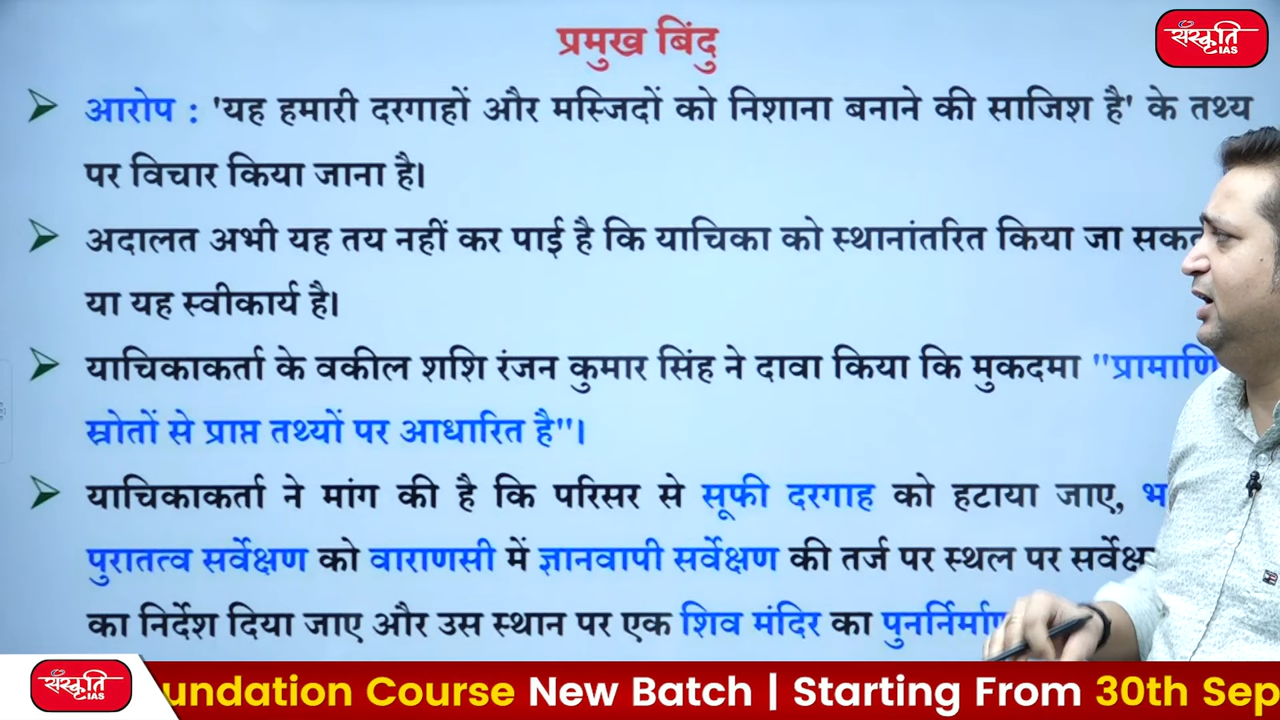 प्रमुख बिंदु
संस्कृति
IAS
आरोप : 'यह हमारी दरगाहों और मस्जिदों को निशाना बनाने की साजिश है' के तथ्य
पर विचार किया जाना है।
अदालत अभी यह तय नहीं कर पाई है कि याचिका को स्थानांतरित किया जा
या यह स्वीकार्य है।
याचिकाकर्ता के वकील शशि रंजन कुमार सिंह ने दावा किया कि मुकदमा "प्रामाणि
स्रोतों से प्राप्त तथ्यों पर आधारित है"।
याचिकाकर्ता ने मांग की है कि परिसर से सूफी दरगाह को हटाया जाए,
पुरातत्व सर्वेक्षण को वाराणसी में ज्ञानवापी सर्वेक्षण की तर्ज पर स्थल पर
का निर्देश दिया जाए और उस स्थान पर एक शिव मंदिर का पुनर्निर्माण
संस्कृति
IAS
undation Course New Batch | Starting From 30th Sep